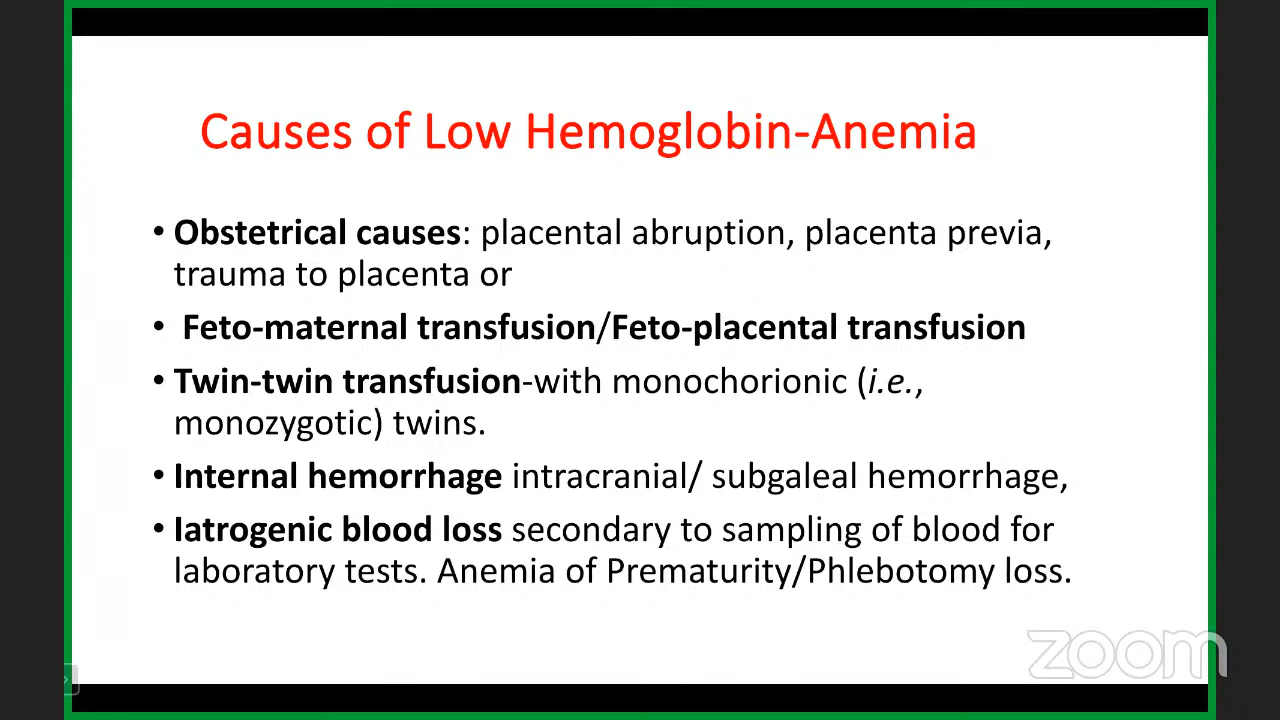 Causes of Low Hemoglobin-Anemia
• Obstetrical causes: placental abruption, placenta previa,
trauma to placenta or
• Feto-maternal transfusion/Feto-placental transfusion
• Twin-twin transfusion-with monochorionic (i.e.,
monozygotic) twins.
• Internal hemorrhage intracranial/ subgaleal hemorrhage,
• Iatrogenic blood loss secondary to sampling of blood for
laboratory tests. Anemia of Prematurity/Phlebotomy loss.
zoom